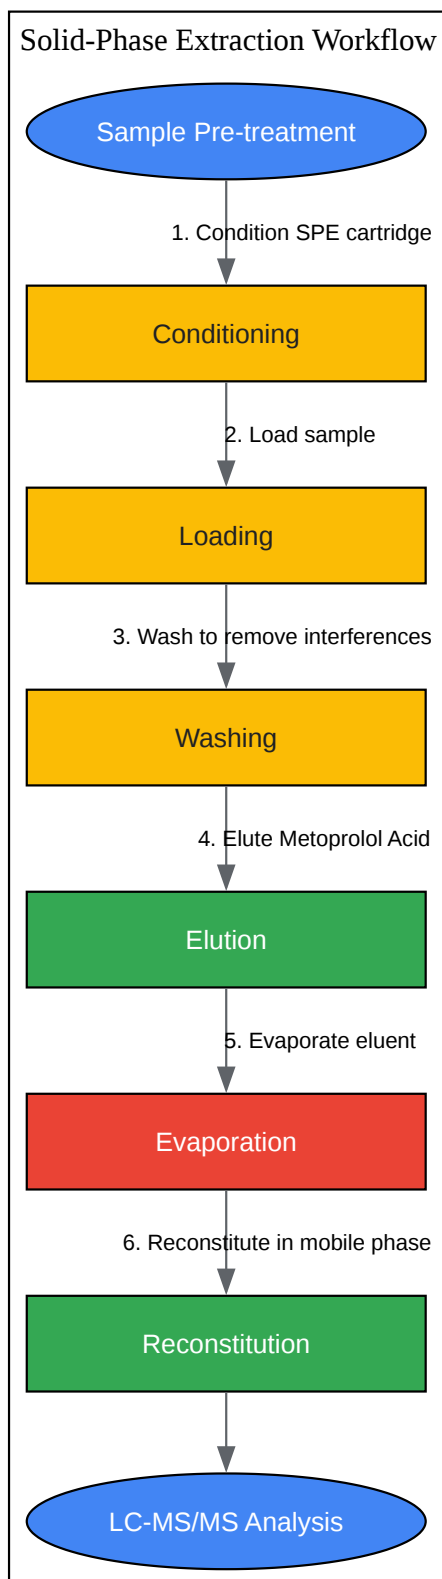 Solid-Phase Extraction Workflow
Sample Pre-treatment
1. Condition SPE cartridge
Conditioning
2. Load sample
Loading
3. Wash to remove interferences
Washing
4. Elute Metoprolol Acid
Elution
5. Evaporate eluent
Evaporation
6. Reconstitute in mobile phase
Reconstitution
LC-MS/MS Analysis